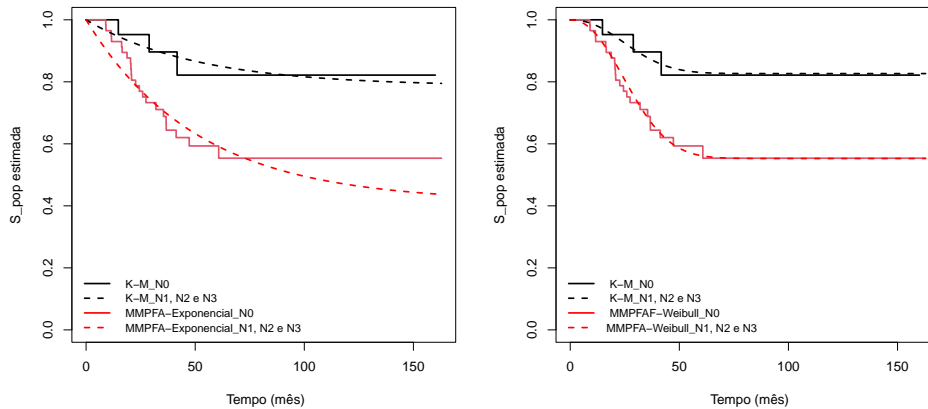 S_pop estimada
1.0
0.8
0.6
0.4
0.2
0.0
K−M_N0
K−M_N1, N2 e N3
MMPFA−Exponencial_N0
MMPFA−Exponencial_N1, N2 e N3
0 50 100 150
Tempo (mês)
S_pop estimada
1.0
0.8
0.6
0.4
0.2
0.0
K−M_N0
K−M_N1, N2 e N3
MMPFAF−Weibull_N0
MMPFA−Weibull_N1, N2 e N3
0 50 100 150
Tempo (mês)